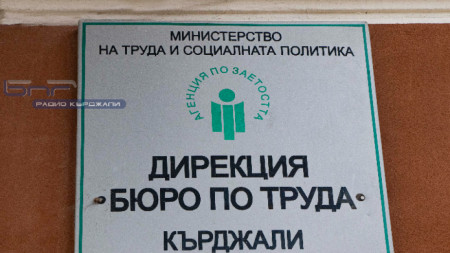 МИНИСТЕРСТВО
НА ТРУДА И СОЦИАЛНАТА ПОЛИТИКА
АГЕНЦИЯ ПО ЗАЕТОСТТА
БНР
РАДИО КЪРДЖАЛИ
ДИРЕКЦИЯ
БЮРО ПО ТРУДА
КЪРДЖАЛИ